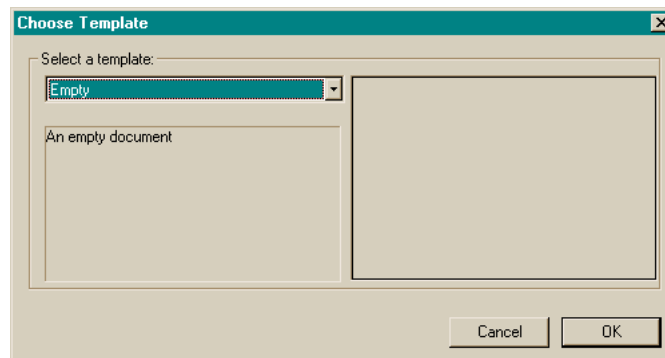 Choose Template
Select a template:
Empty
An empty document
Cancel
OK